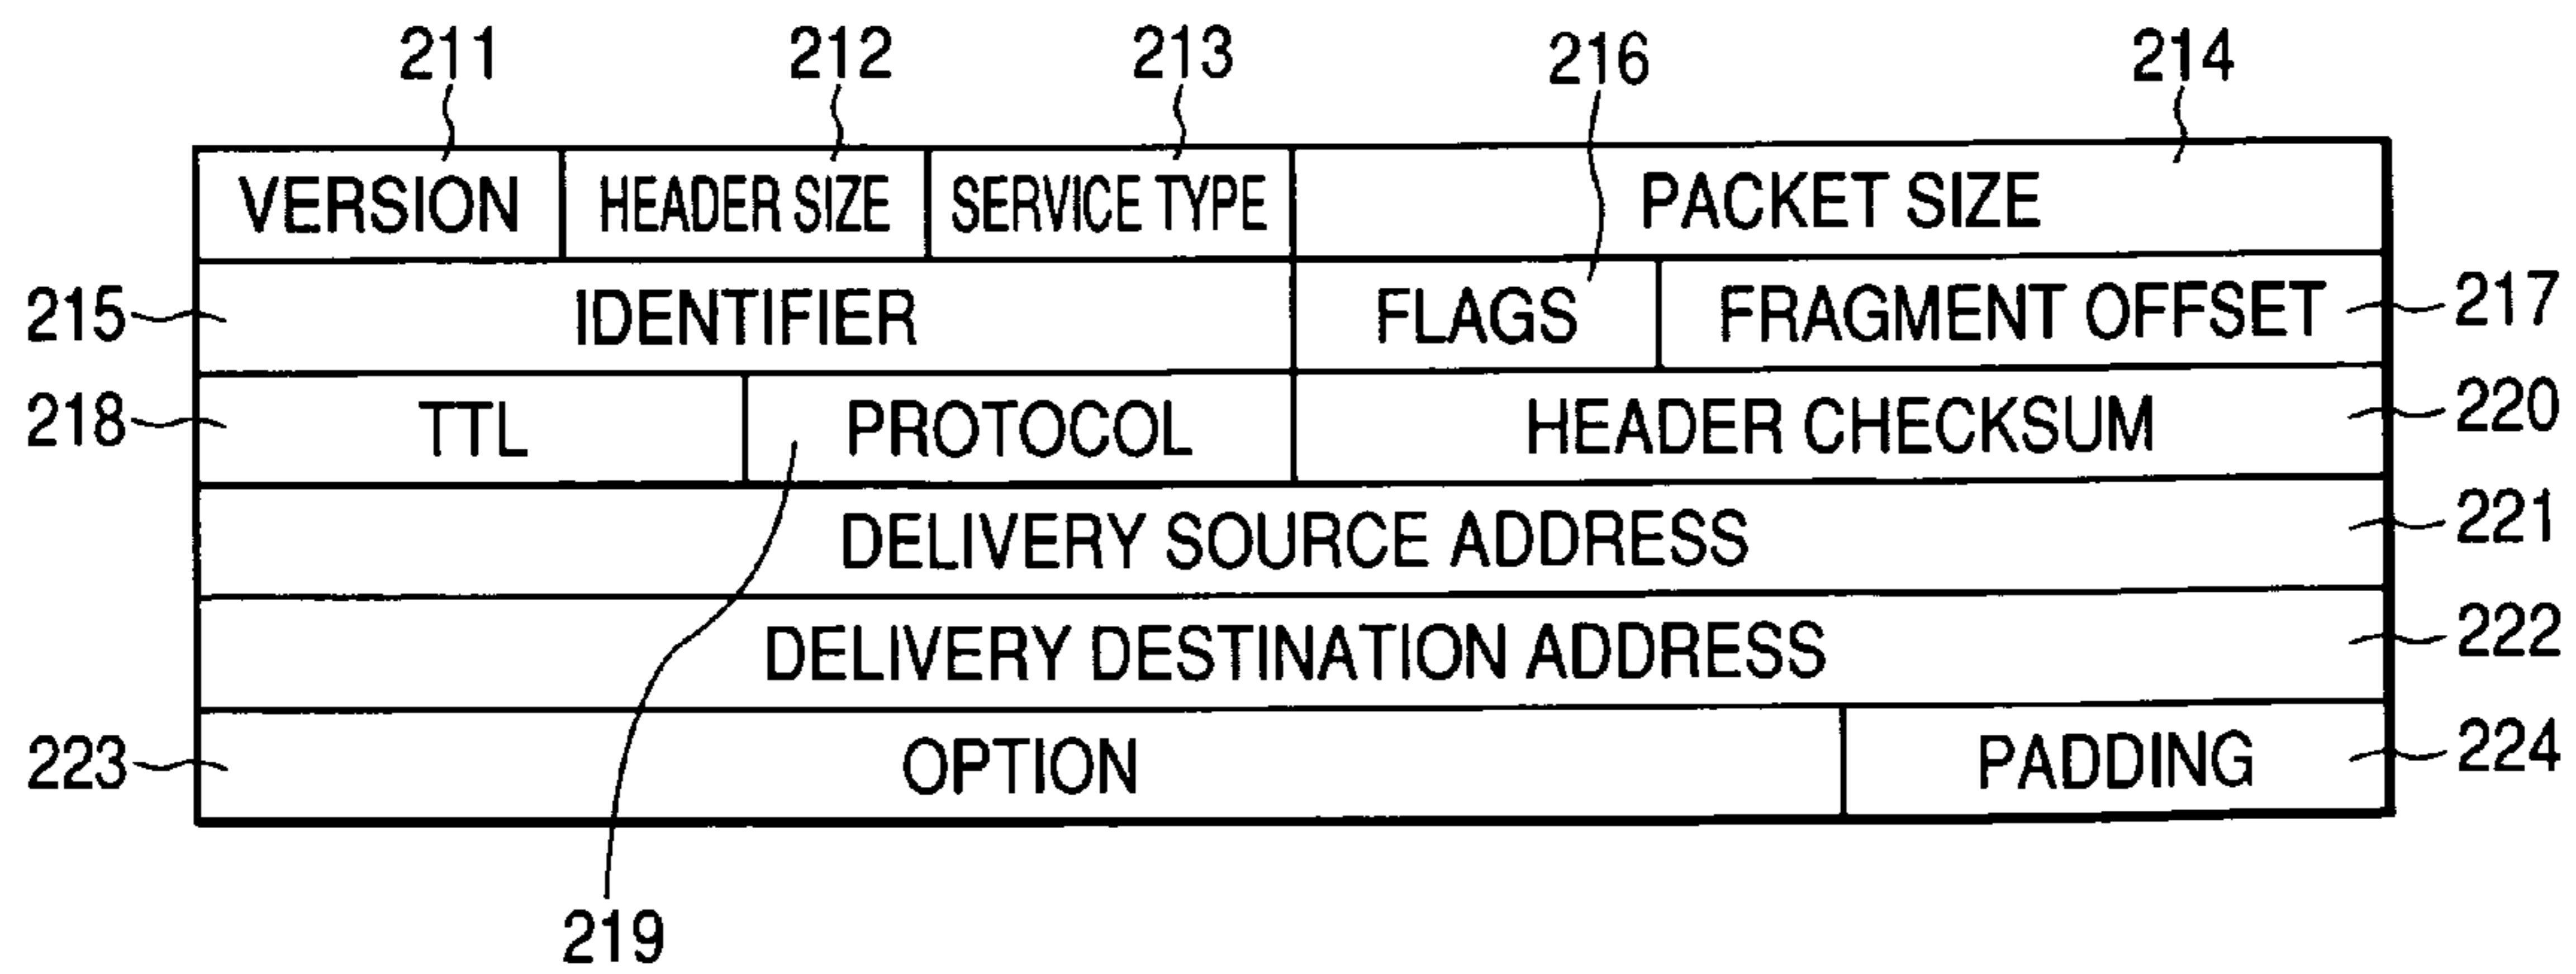 211 212 213 216 214
VERSION HEADER SIZE SERVICE TYPE PACKET SIZE
215 IDENTIFIER FLAGS FRAGMENT OFFSET 217
218 TTL PROTOCOL HEADER CHECKSUM 220
DELIVERY SOURCE ADDRESS 221
DELIVERY DESTINATION ADDRESS 222
223 OPTION PADDING 224
219